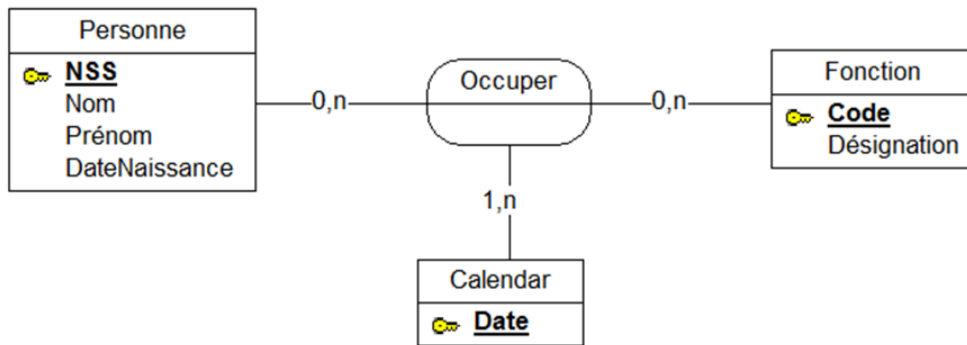 Personne
NSS
Nom
Prénom
DateNaissance
0,n
Occuper
0,n
Fonction
Code
Désignation
1,n
Calendar
Date